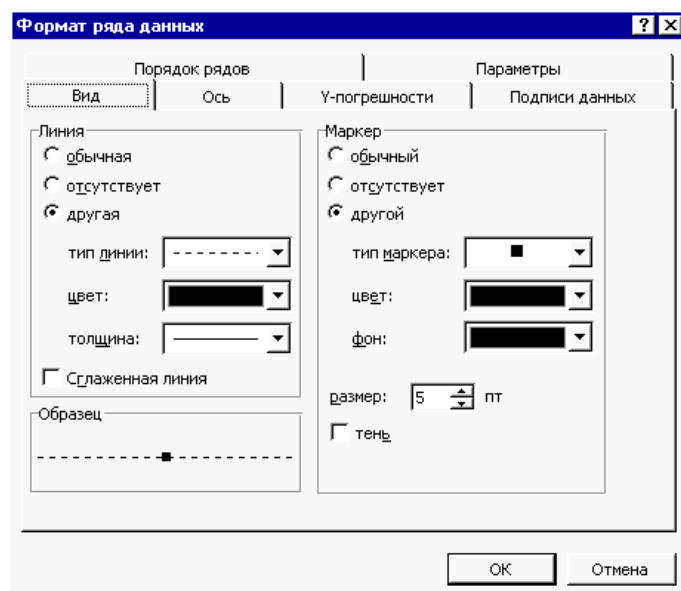 Формат ряда данных
Порядок рядов
Параметры
Вид
Ось
Y-погрешности
Подписи данных
Линия
обычная
отсутствует
другая
тип линии:
цвет:
толщина:
Сглаженная линия
Образец
Маркер
обычный
отсутствует
другой
тип маркера:
цвет:
фон:
размер: 5 пт
тень
ОК
Отмена